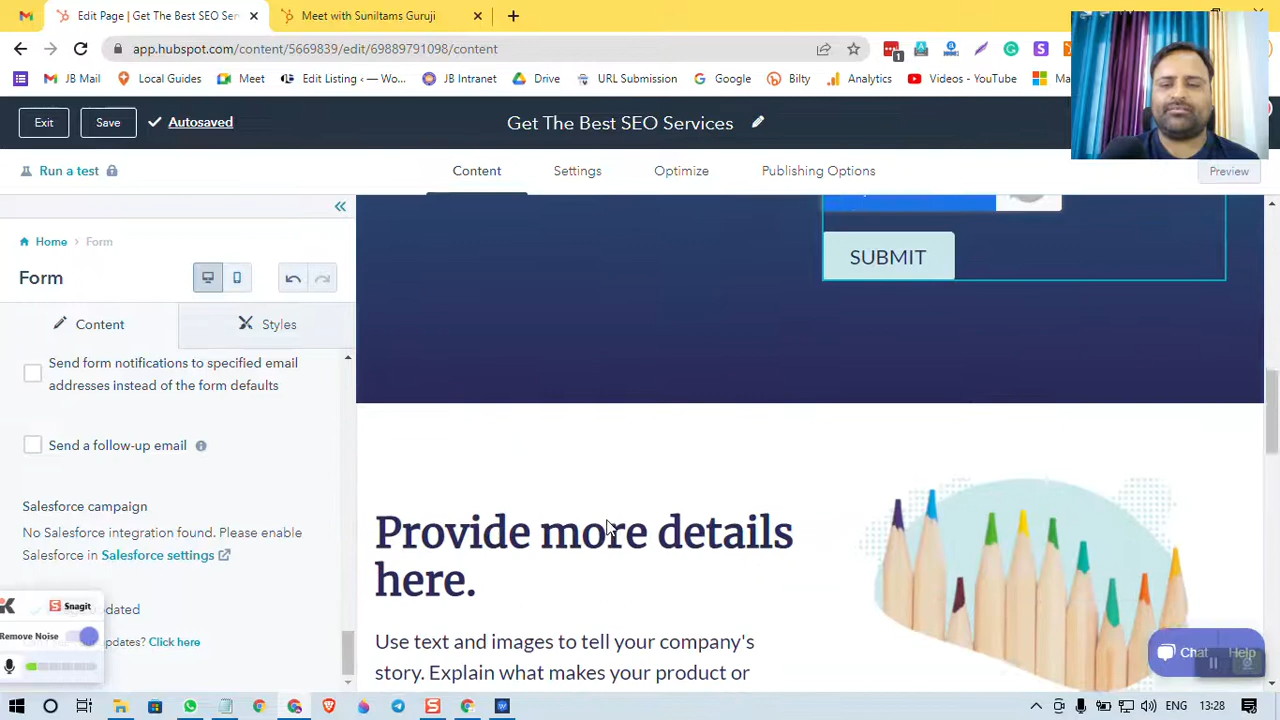 Edit Page | Get The Best SEO Ser
Meet with Suniltams Guruji
app.hubspot.com/content/5669839/edit/69889791098/content
1
JB Mail
Local Guides
Meet
Edit Listing ‹ — Wo...
JB Intranet
Drive
URL Submission
Google
Bilty
Analytics
Videos - YouTube
Ma
Exit
Save
Autosaved
Get The Best SEO Services
Run a test
Content
Settings
Optimize
Publishing Options
Preview
Home
Form
Form
Content
Styles
Send form notifications to specified email
addresses instead of the form defaults
Send a follow-up email
Salesforce campaign
No Salesforce integration found. Please enable
Salesforce in Salesforce settings
Snagit
dated
Remove Noise
pdates? Click here
SUBMIT
Provide more details
here.
Use text and images to tell your company's
story. Explain what makes your product or
Chat
Help
ENG
13:28